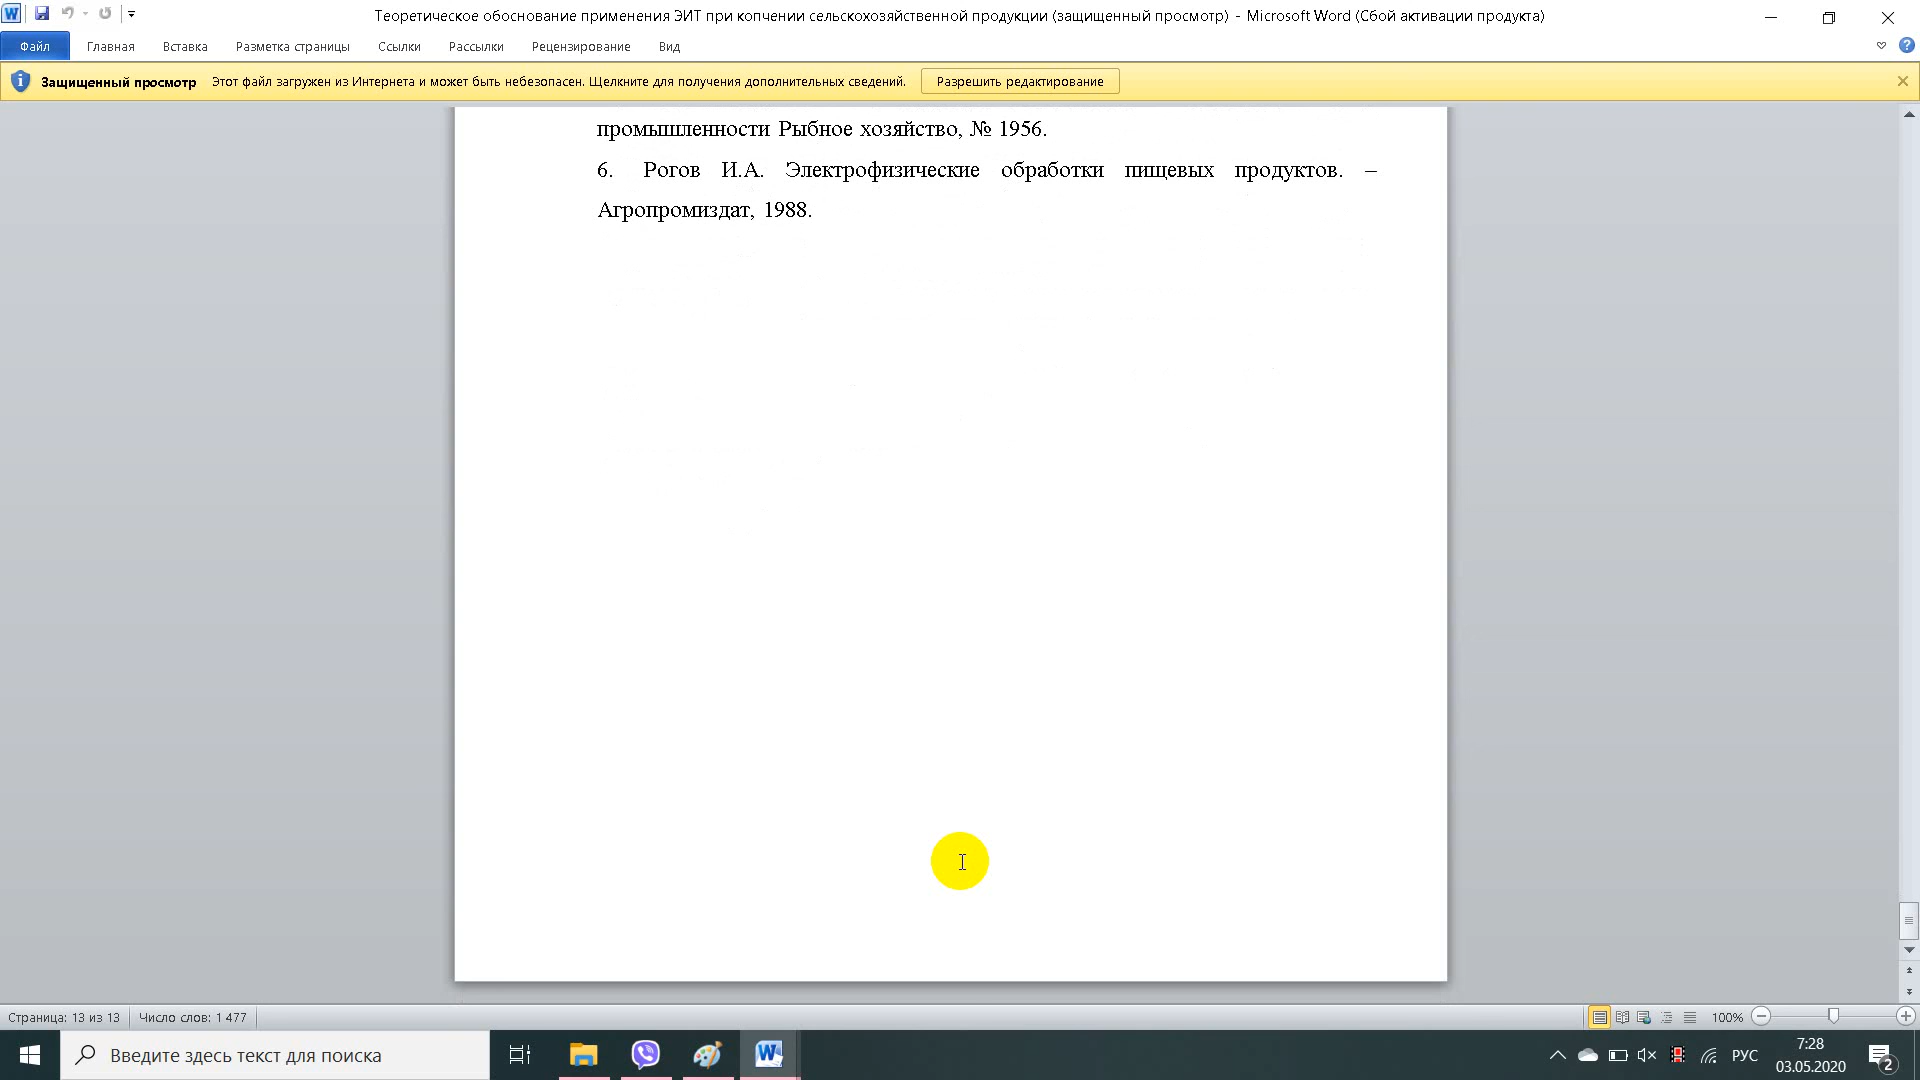 Теоретическое обоснование применения ЭИТ при копчении сельскохозяйственной продукции (защищенный просмотр) - Microsoft Word (Сбой активации продукта)
Файл Главная Вставка Разметка страницы Ссылки Рассылки Рецензирование Вид
Защищенный просмотр Этот файл загружен из Интернета и может быть небезопасен. Щелкните для получения дополнительных сведений. Разрешить редактирование
промышленности Рыбное хозяйство, № 1956.
6. Рогов И.А. Электрофизические обработки пищевых продуктов. –
Агропромиздат, 1988.
Страница: 13 из 13 Число слов: 1 477 100%
Введите здесь текст для поиска
РУС
7:28
03.05.2020
2